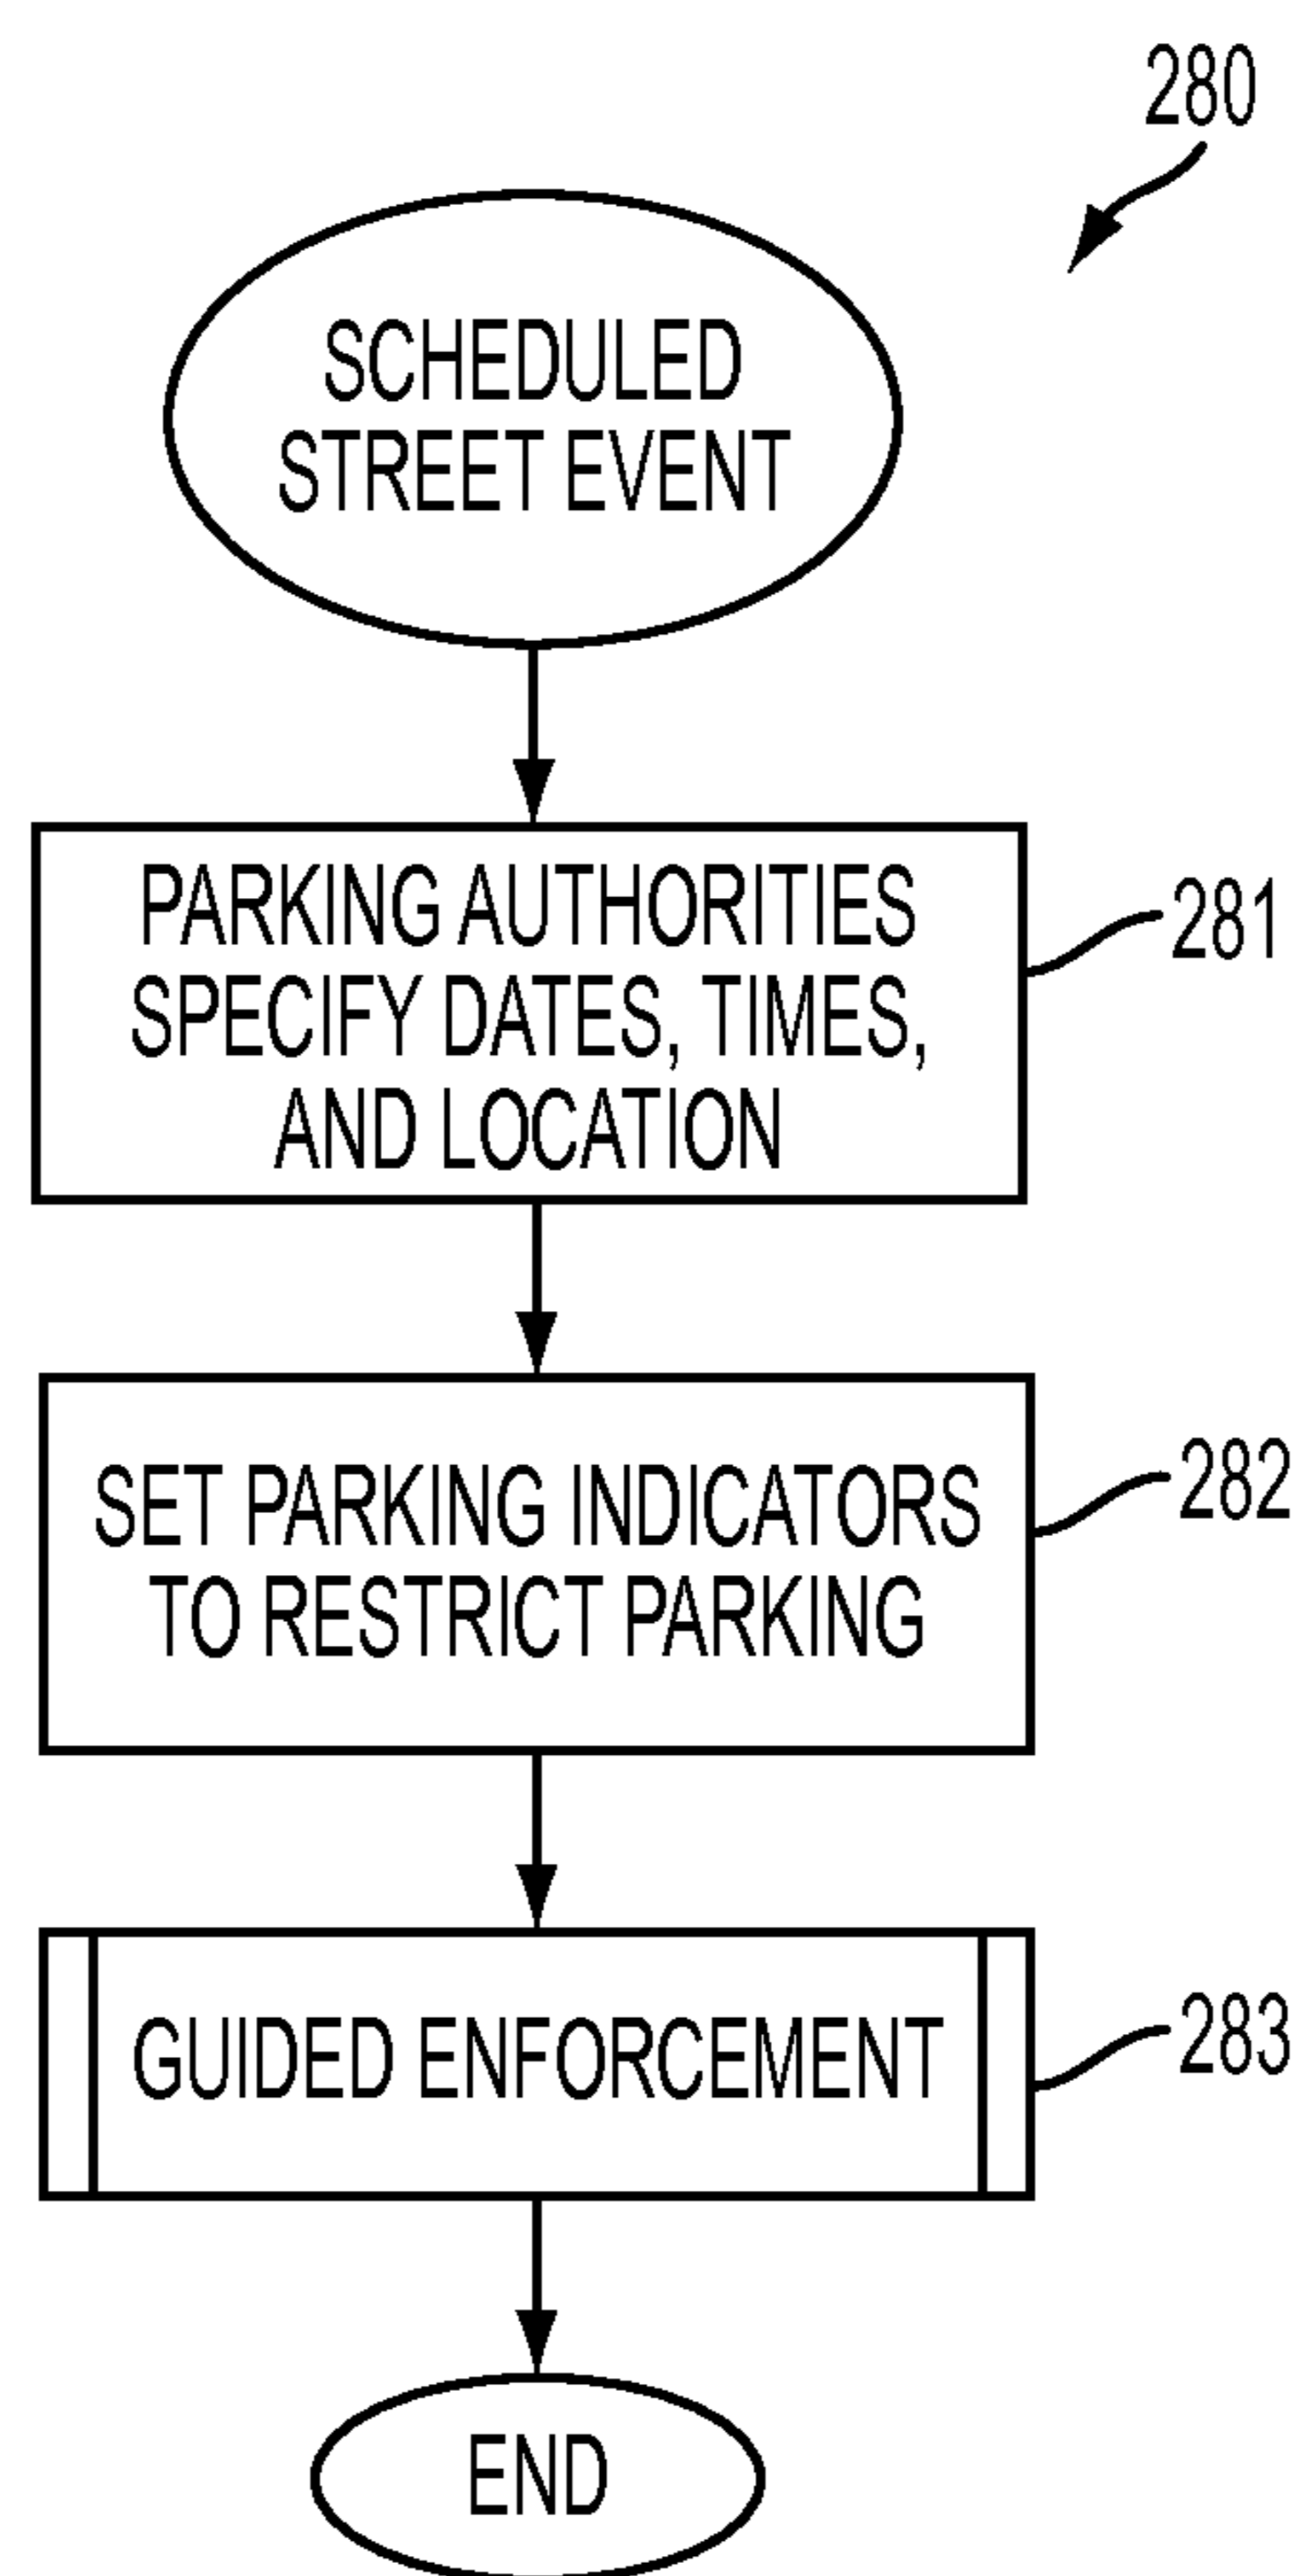 280
SCHEDULED
STREET EVENT
PARKING AUTHORITIES
SPECIFY DATES, TIMES,
AND LOCATION
281
SET PARKING INDICATORS
TO RESTRICT PARKING
282
GUIDED ENFORCEMENT
283
END